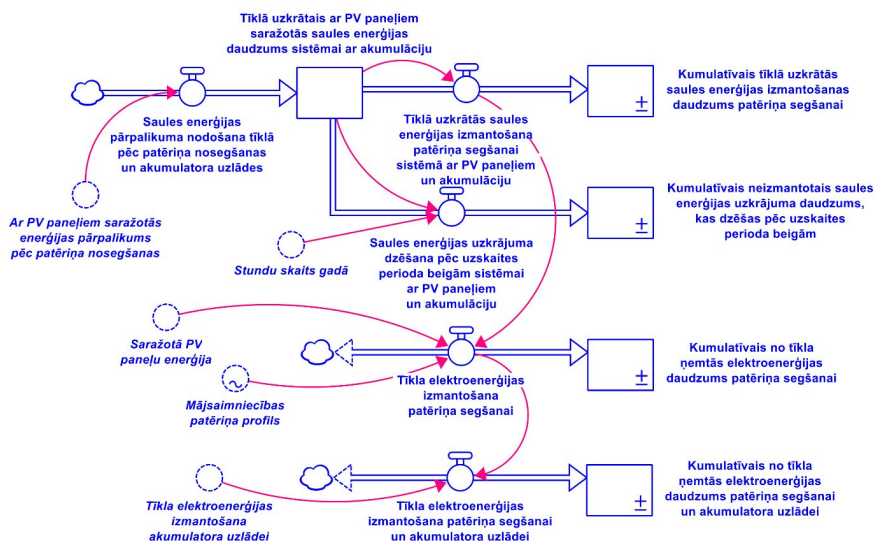 Tīklā uzkrātais ar PV paneļiem
saražotās saules enerģijas
daudzums sistēmai ar akumulāciju
Kumulatīvais tīklā uzkrātās
saules enerģijas izmantošanas
daudzums patēriņa segšanai
±
Saules enerģijas
pārpalikuma nodošana tīklā
pēc patēriņa nosegšanas
un akumulatora uzlādes
Tīklā uzkrātās saules
enerģijas izmantošana
patēriņa segšanai
sistēmā ar PV paneļiem
un akumulāciju
Kumulatīvais neizmantotais saules
enerģijas uzkrājuma daudzums,
kas dzēšas pēc uzskaites
perioda beigām
±
Ar PV paneļiem saražotās
enerģijas pārpalikums
pēc patēriņa nosegšanas
Stundu skaits gadā
Saules enerģijas uzkrājuma
dzēšana pēc uzskaites
perioda beigām sistēmai
ar PV paneļiem
un akumulāciju
Saražotā PV
paneļu enerģija
Kumulatīvais no tīkla
ņemtās elektroenerģijas
daudzums patēriņa segšanai
±
Tīkla elektroenerģijas
izmantošana
patēriņa segšanai
Mājsaimniecības
patēriņa profils
Kumulatīvais no tīkla
ņemtās elektroenerģijas
daudzums patēriņa segšanai
un akumulatora uzlādei
±
Tīkla elektroenerģijas
izmantošana
akumulatora uzlādei
Tīkla elektroenerģijas
izmantošana patēriņa segšanai
un akumulatora uzlādei